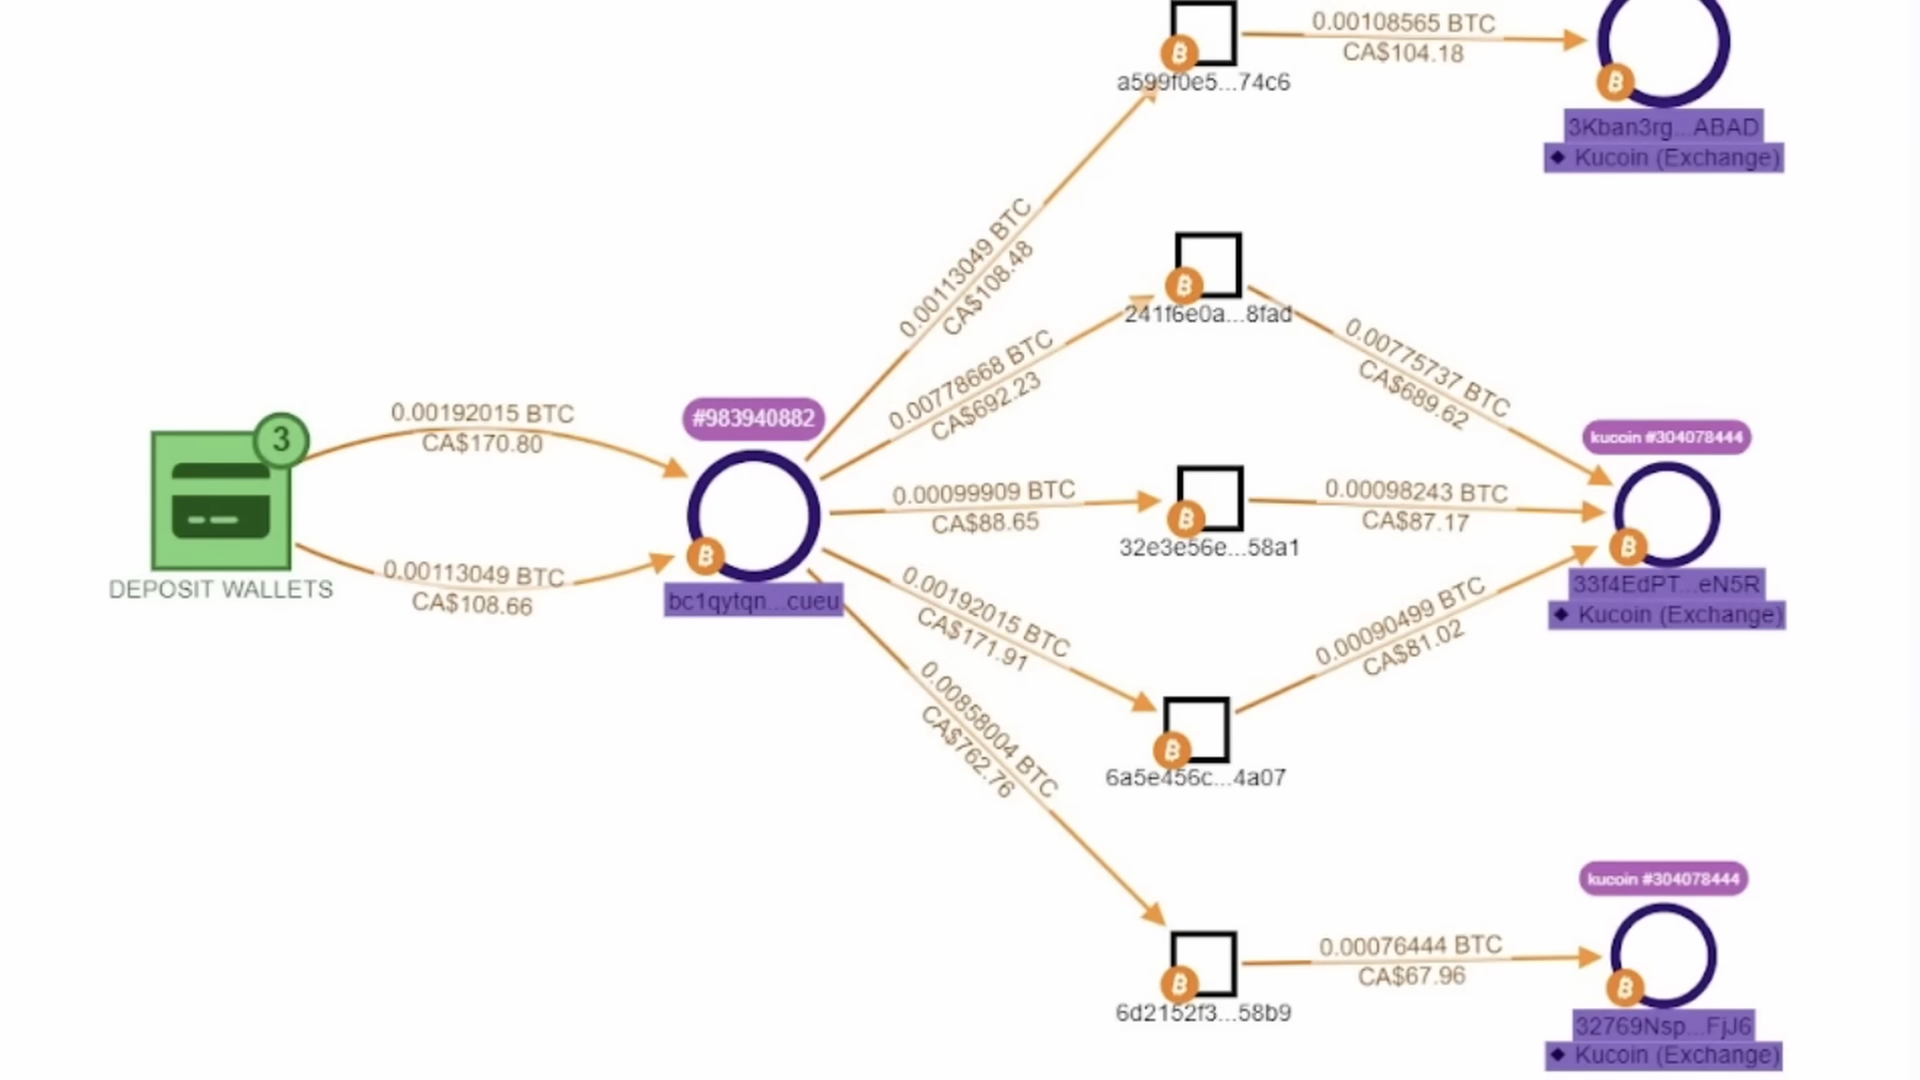 0.00108565 BTC
CA$104.18
a599f0e5...74c6
3Kban3rg...ABAD
◆ Kucoin (Exchange)
0.00113049 BTC
CA$108.48
241f6e0a...8fad
0.00778668 BTC
CA$692.23
0.00775737 BTC
CA$689.62
3
0.00192015 BTC
CA$170.80
#983940882
kucoin #304078444
0.00099909 BTC
CA$88.65
0.00098243 BTC
CA$87.17
32e3e56e...58a1
0.00113049 BTC
CA$108.66
DEPOSIT WALLETS
bc1qytqn...cueu
33f4EdPT...eN5R
◆ Kucoin (Exchange)
0.00192015 BTC
CA$171.91
0.00090499 BTC
CA$81.02
6a5e456c...4a07
0.00858004 BTC
CA$762.76
kucoin #304078444
0.00076444 BTC
CA$67.96
6d2152f3...58b9
32769Nsp...FjJ6
◆ Kucoin (Exchange)